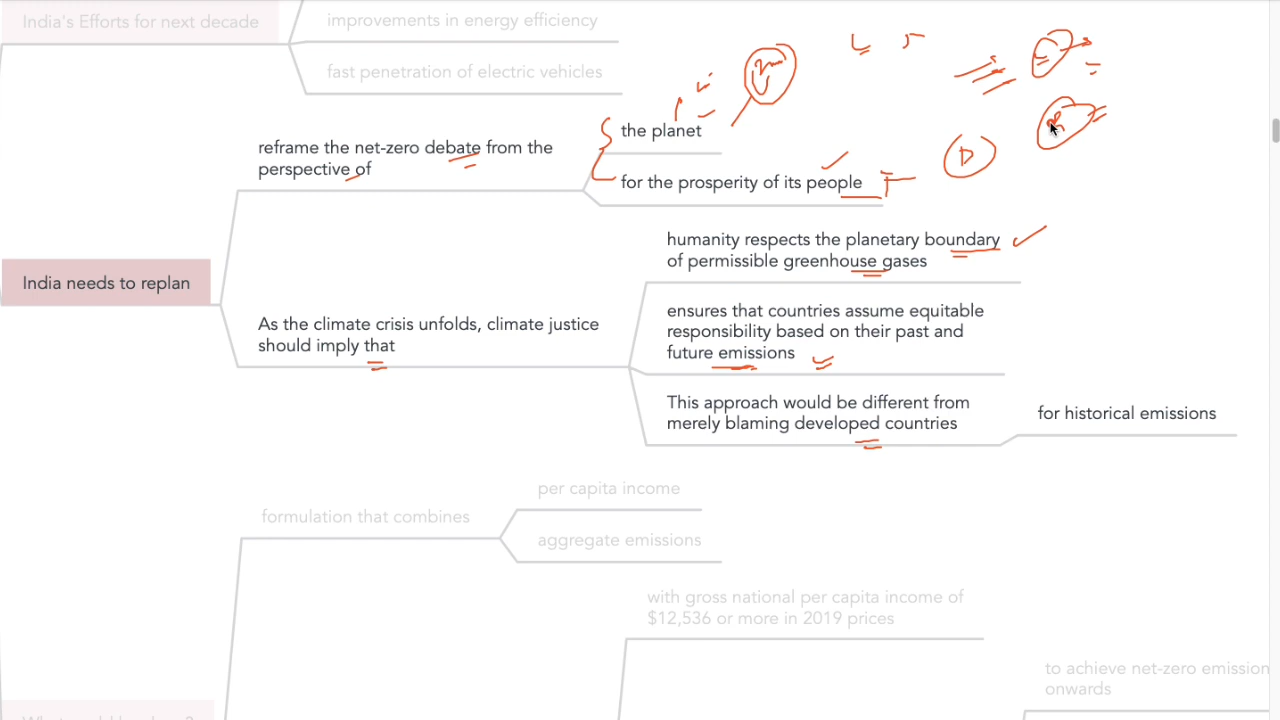 India's Efforts for next decade
improvements in energy efficiency
fast penetration of electric vehicles
reframe the net-zero debate from the
perspective of
the planet
for the prosperity of its people
D
India needs to replan
As the climate crisis unfolds, climate justice
should imply that
humanity respects the planetary boundary
of permissible greenhouse gases
ensures that countries assume equitable
responsibility based on their past and
future emissions
This approach would be different from
merely blaming developed countries
for historical emissions
formulation that combines
per capita income
aggregate emissions
with gross national per capita income of
$12,536 or more in 2019 prices
to achieve net-zero emission
onwards